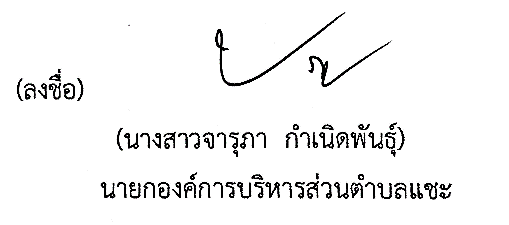 (ลงชื่อ)
(นางสาวจารุภา กำเนิดพันธุ์)
นายกองค์การบริหารส่วนตำบลแชะ